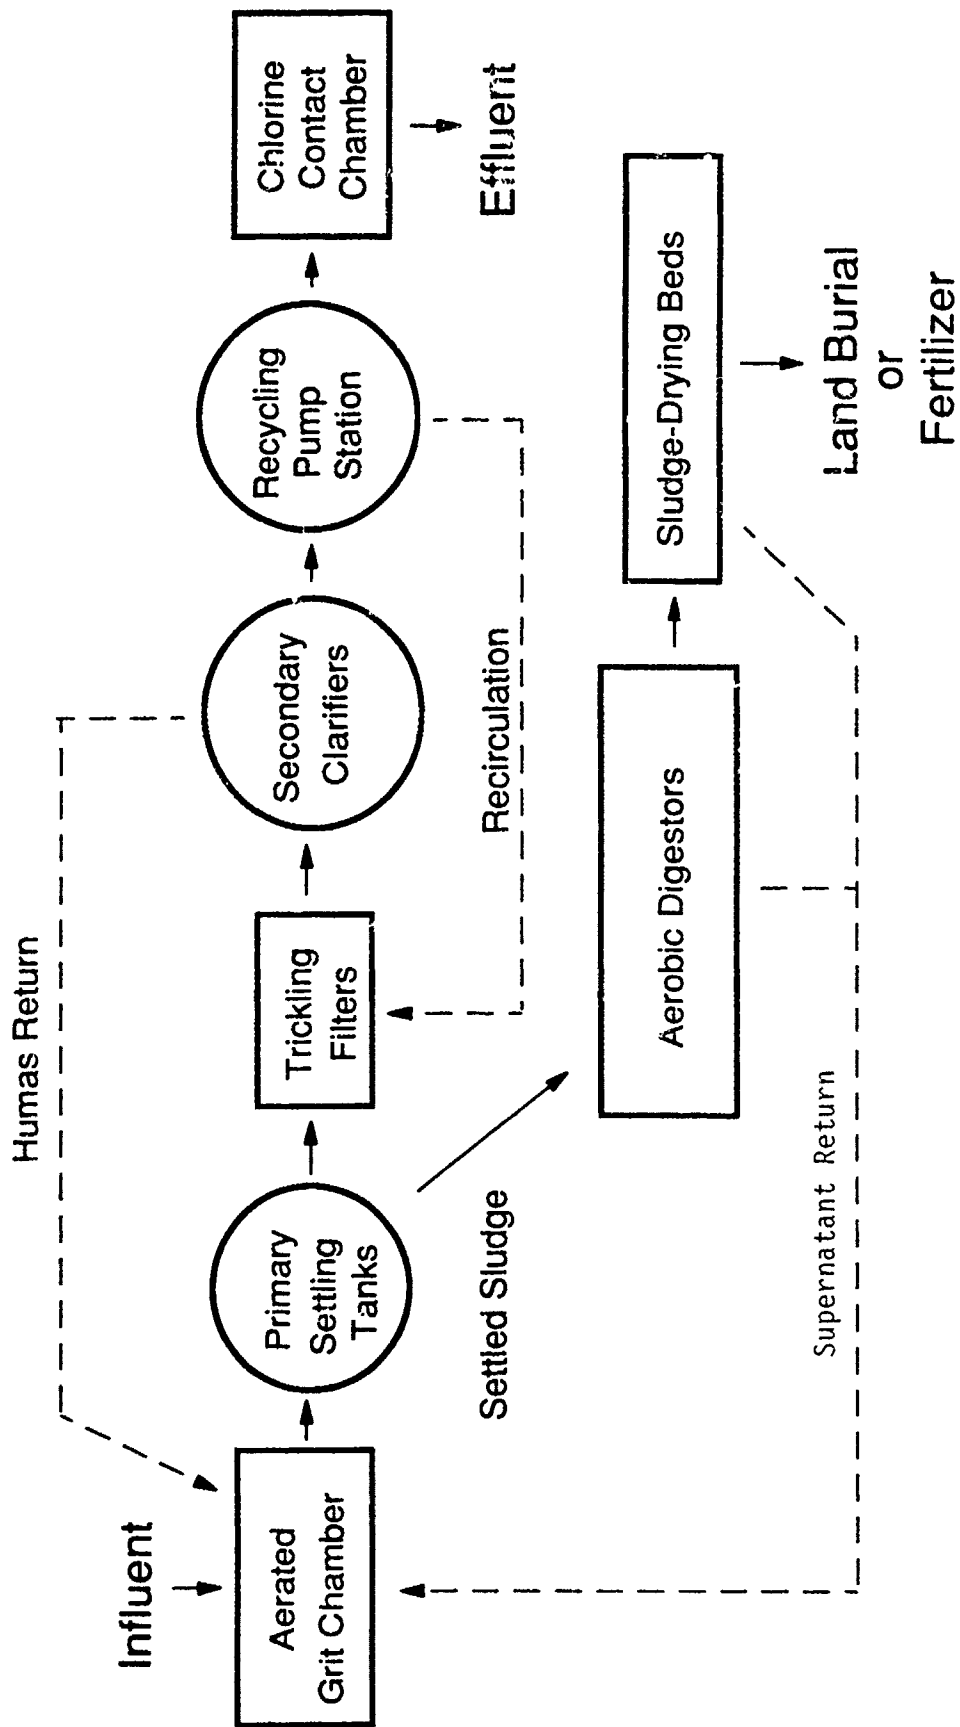 Humas Return
Influent
Aerated
Grit Chamber
Primary
Settling
Tanks
Trickling
Filters
Secondary
Clarifiers
Recycling
Pump
Station
Chlorine
Contact
Chamber
Effluent
Recirculation
Settled Sludge
Aerobic Digestors
Sludge-Drying Beds
Supernatant Return
Land Burial
or
Fertilizer